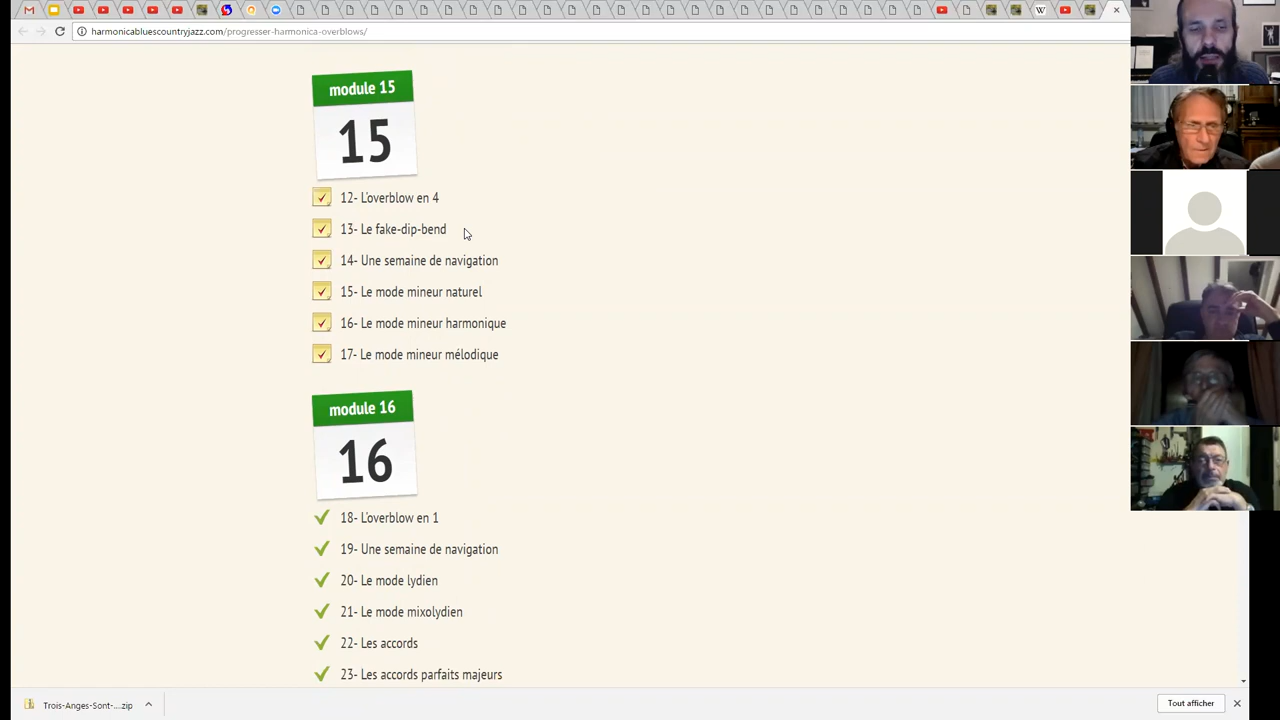 harmonicabluescountryjazz.com/progresser-harmonica-overblows/
module 15
15
12- L'overblow en 4
13- Le fake-dip-bend
14- Une semaine de navigation
15- Le mode mineur naturel
16- Le mode mineur harmonique
17- Le mode mineur mélodique
module 16
16
18- L'overblow en 1
19- Une semaine de navigation
20- Le mode lydien
21- Le mode mixolydien
22- Les accords
23- Les accords parfaits majeurs
Trois-Anges-Sont-....zip
Tout afficher